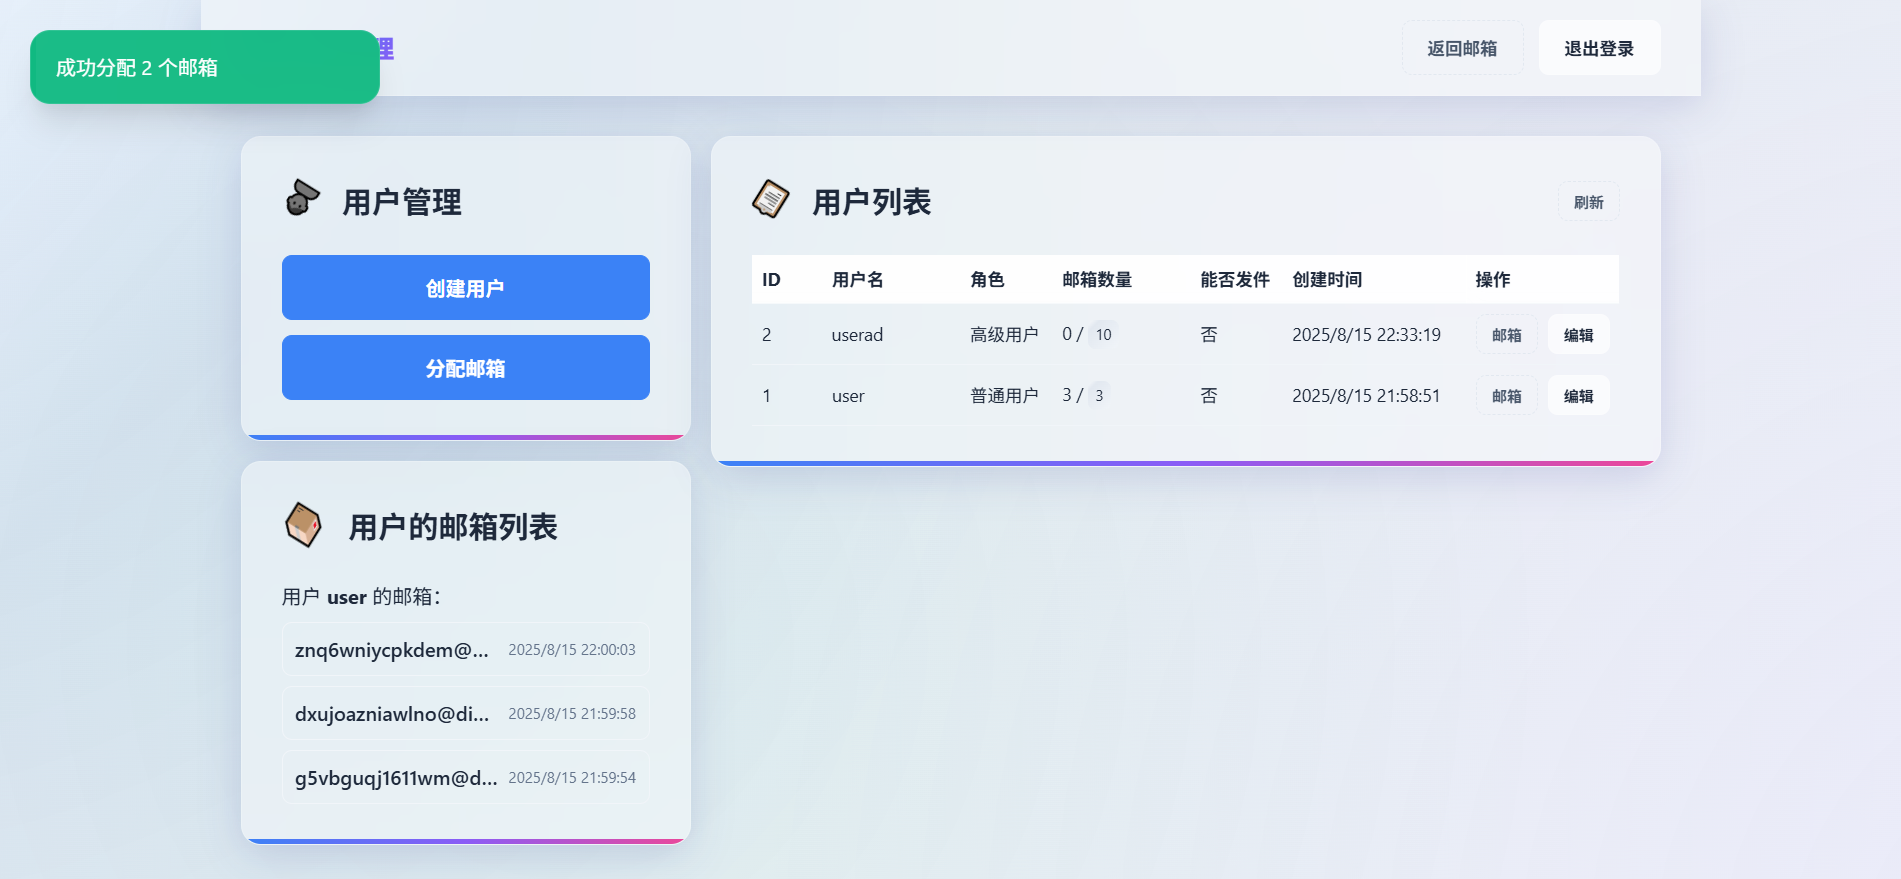 成功分配 2 个邮箱
理
返回邮箱
退出登录
用户管理
创建用户
分配邮箱
用户列表
刷新
ID 用户名 角色 邮箱数量 能否发件 创建时间 操作
2 userad 高级用户 0 / 10 否 2025/8/15 22:33:19 邮箱 编辑
1 user 普通用户 3 / 3 否 2025/8/15 21:58:51 邮箱 编辑
用户的邮箱列表
用户 user 的邮箱：
znq6wniycpkdem@... 2025/8/15 22:00:03
dxujoazniawlno@di... 2025/8/15 21:59:58
g5vbguqj1611wm@d... 2025/8/15 21:59:54